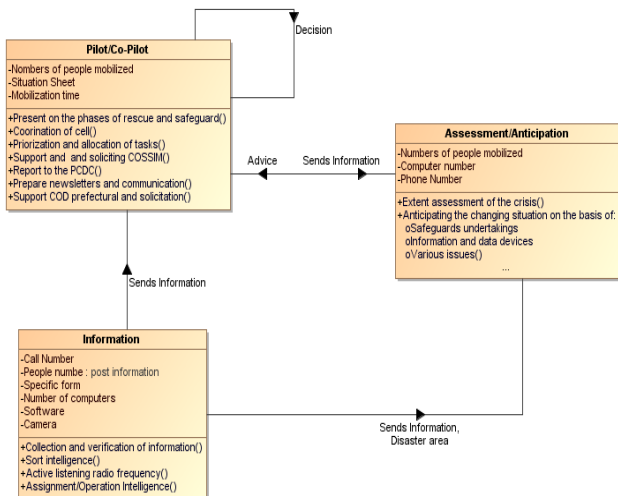 Decision
Pilot/Co-Pilot
-Nombers of people mobilized
-Situation Sheet
-Mobilization time
+Present on the phases of rescue and safeguard()
+Coorination of cell()
+Priorization and allocation of tasks()
+Support and and soliciting COSSIM()
+Report to the PCDC()
+Prepare newsletters and communication()
+Support COD prefectural and solicitation()
Advice
Sends Information
Assessment/Anticipation
-Numbers of people mobilized
-Computer number
-Phone Number
+Extent assessment of the crisis()
+Anticipating the changing situation on the basis of:
oSafeguards undertakings
oInformation and data devices
oVarious issues()
...
Sends Information
Information
-Call Number
-People numbe : post information
-Specific form
-Number of computers
-Software
-Camera
+Collection and verification of information()
+Sort intelligence()
+Active listening radio frequency()
+Assignment/Operation Intelligence()
Sends Information,
Disaster area